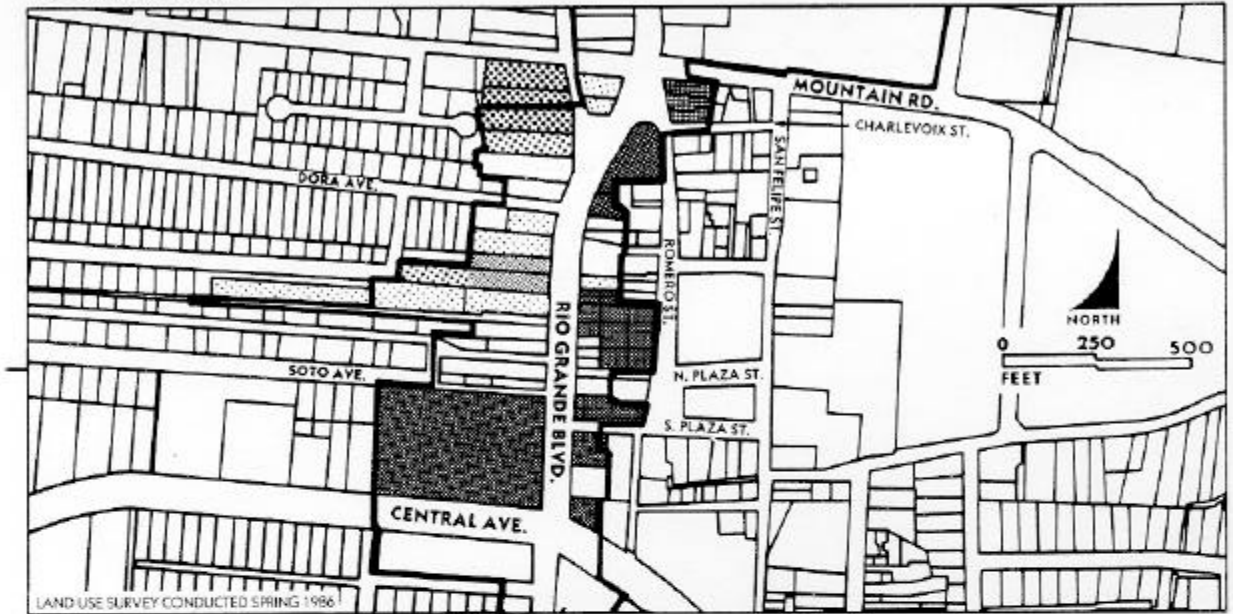 MOUNTAIN RD.
CHARLEVOIX ST.
SAN FELIPE ST.
DORA AVE.
ROMERO ST.
RIO GRANDE BLVD.
NORTH
0 250 500
FEET
SOTO AVE.
N. PLAZA ST.
S. PLAZA ST.
CENTRAL AVE.
LAND USE SURVEY CONDUCTED SPRING 1986